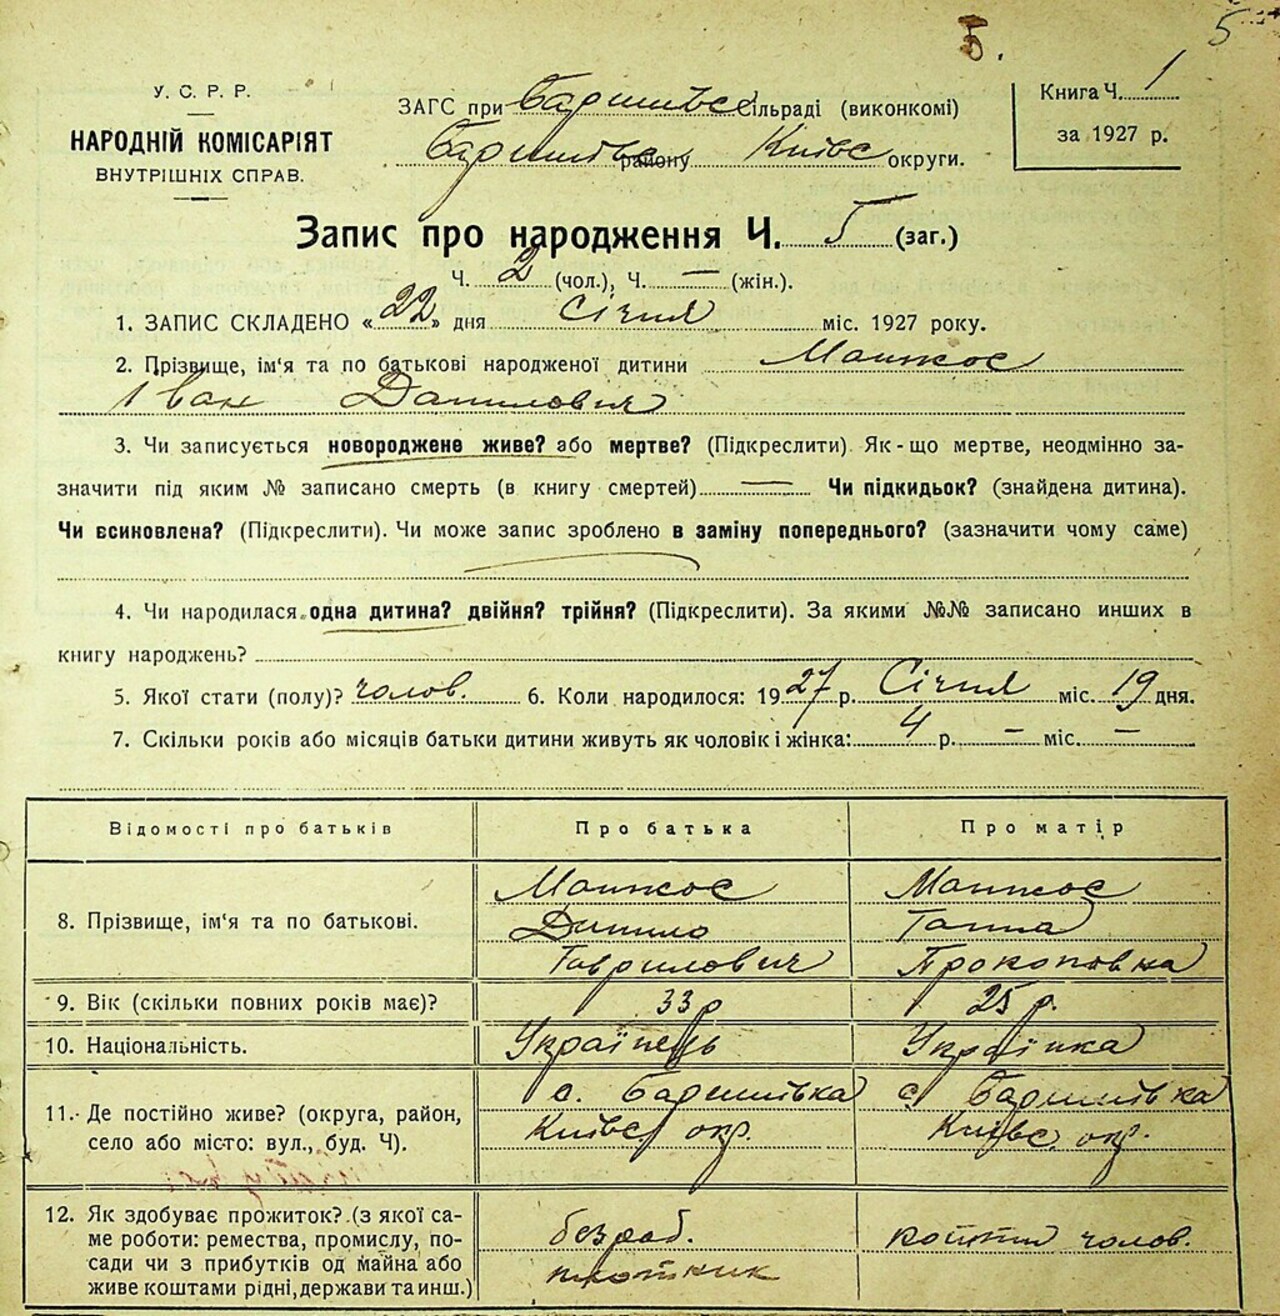 5.
5
У. С. Р. Р.
НАРОДНІЙ КОМІСАРІЯТ
ВНУТРІШНІХ СПРАВ.
ЗАГС при Баришівс сільраді (виконкомі)
Баришівс району Київс округи.
Книга Ч. 1
за 1927 р.
Запис про народження Ч. 5 (заг.)
Ч. 2 (чол.), Ч. — (жін.).
1. ЗАПИС СКЛАДЕНО «22» дня Січня міс. 1927 року.
2. Прізвище, ім‘я та по батькові народженої дитини
Іван Данилович
3. Чи записується новороджене живе? або мертве? (Підкреслити). Як-що мертве, неодмінно за-
значити під яким № записано смерть (в книгу смертей) — Чи підкидьок? (знайдена дитина).
Чи всиновлена? (Підкреслити). Чи може запис зроблено в заміну попереднього? (зазначити чому саме)
4. Чи народилася одна дитина? двійня? трійня? (Підкреслити). За якими №№ записано инших в
книгу народжень?
5. Якої стати (полу)? чолов. 6. Коли народилося: 1927 р. Січня міс. 19 дня.
7. Скільки років або місяців батьки дитини живуть як чоловік і жінка: 4 р. — міс. —
Відомості про батьків Про батька Про матір
8. Прізвище, ім‘я та по батькові.
Данило Ганна
Гаврилович Прокоповна
9. Вік (скільки повних років має)? 33 р 25 р.
10. Національність. Українець Українка
11. Де постійно живе? (округа, район,
село або місто: вул., буд. Ч).
с. Баришівка с. Баришівка
Київс. окр. Київс. окр.
12. Як здобуває прожиток? (з якої са-
ме роботи: ремества, промислу, по-
сади чи з прибутків од майна або
живе коштами рідні, держави та инш.)
безраб. кошти чолов.
плотник